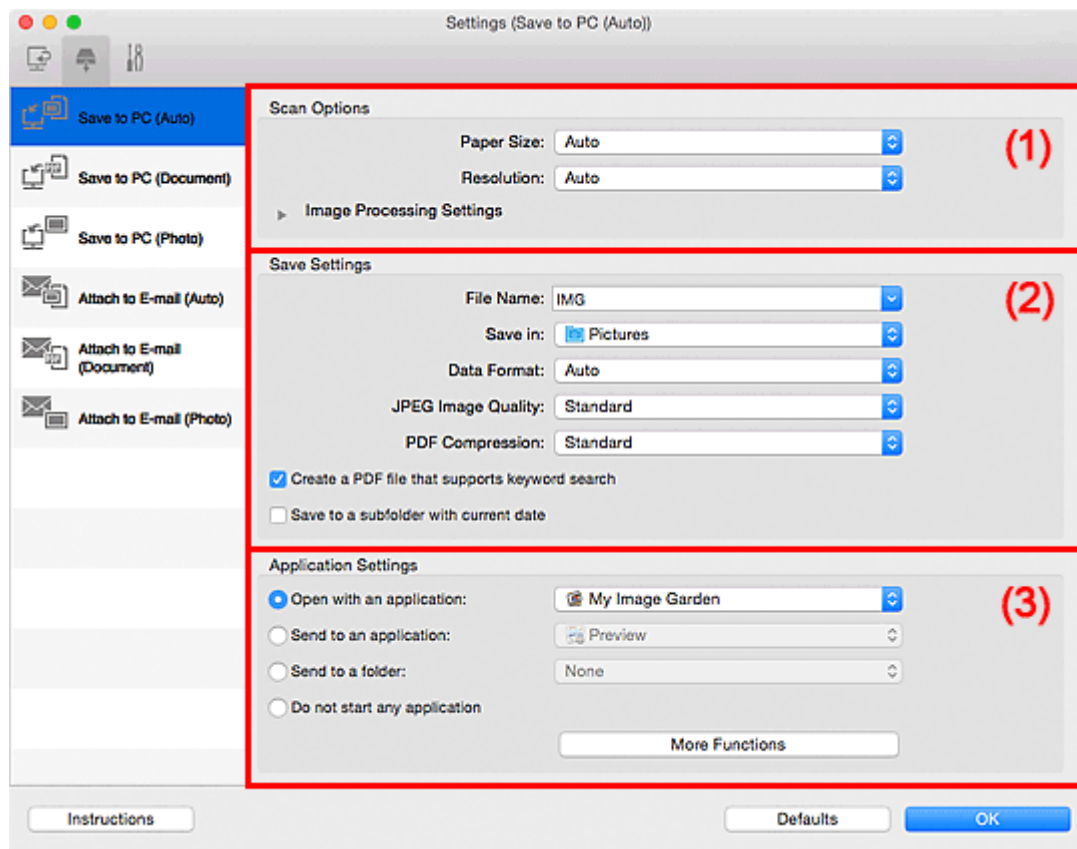 Settings (Save to PC (Auto))
Save to PC (Auto)
Save to PC (Document)
Save to PC (Photo)
Attach to E-mail (Auto)
Attach to E-mail
(Document)
Attach to E-mail (Photo)
Scan Options
(1)
Paper Size: Auto
Resolution: Auto
Image Processing Settings
Save Settings
(2)
File Name: IMG
Save in: Pictures
Data Format: Auto
JPEG Image Quality: Standard
PDF Compression: Standard
Create a PDF file that supports keyword search
Save to a subfolder with current date
Application Settings
(3)
Open with an application: My Image Garden
Send to an application: Preview
Send to a folder: None
Do not start any application
More Functions
Instructions
Defaults
OK